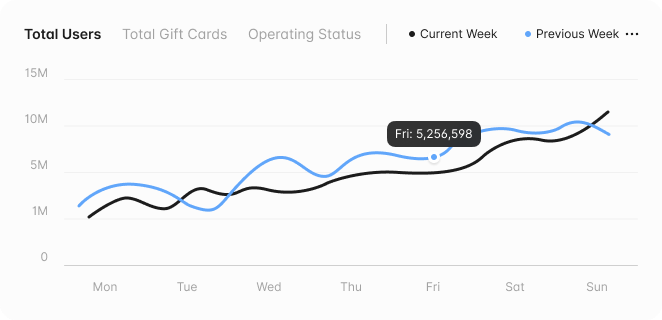 Total Users Total Gift Cards Operating Status Current Week Previous Week ...
15M
10M
Fri: 5,256,598
5M
1M
0
Mon Tue Wed Thu Fri Sat Sun